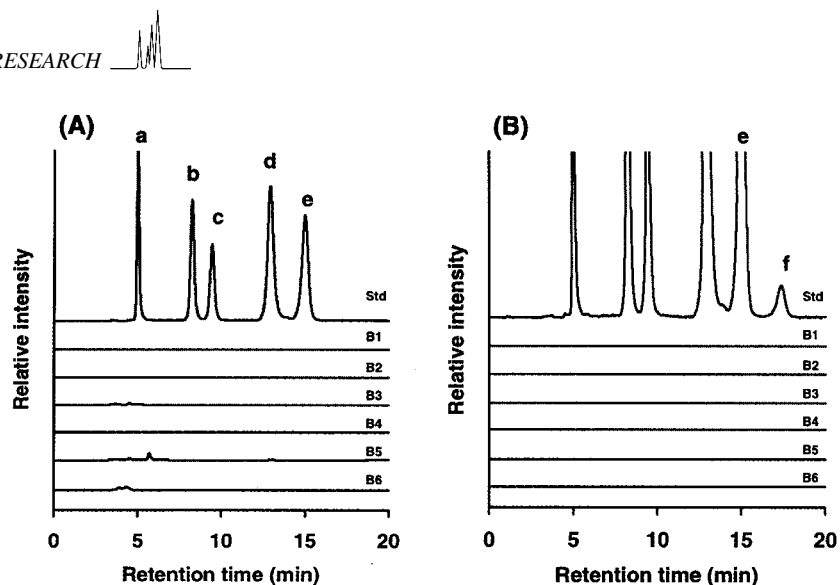 RESEARCH
(A)
a
b
c
d
e
Relative intensity
Std
B1
B2
B3
B4
B5
B6
0 5 10 15 20
Retention time (min)
(B)
e
f
Relative intensity
Std
B1
B2
B3
B4
B5
B6
0 5 10 15 20
Retention time (min)